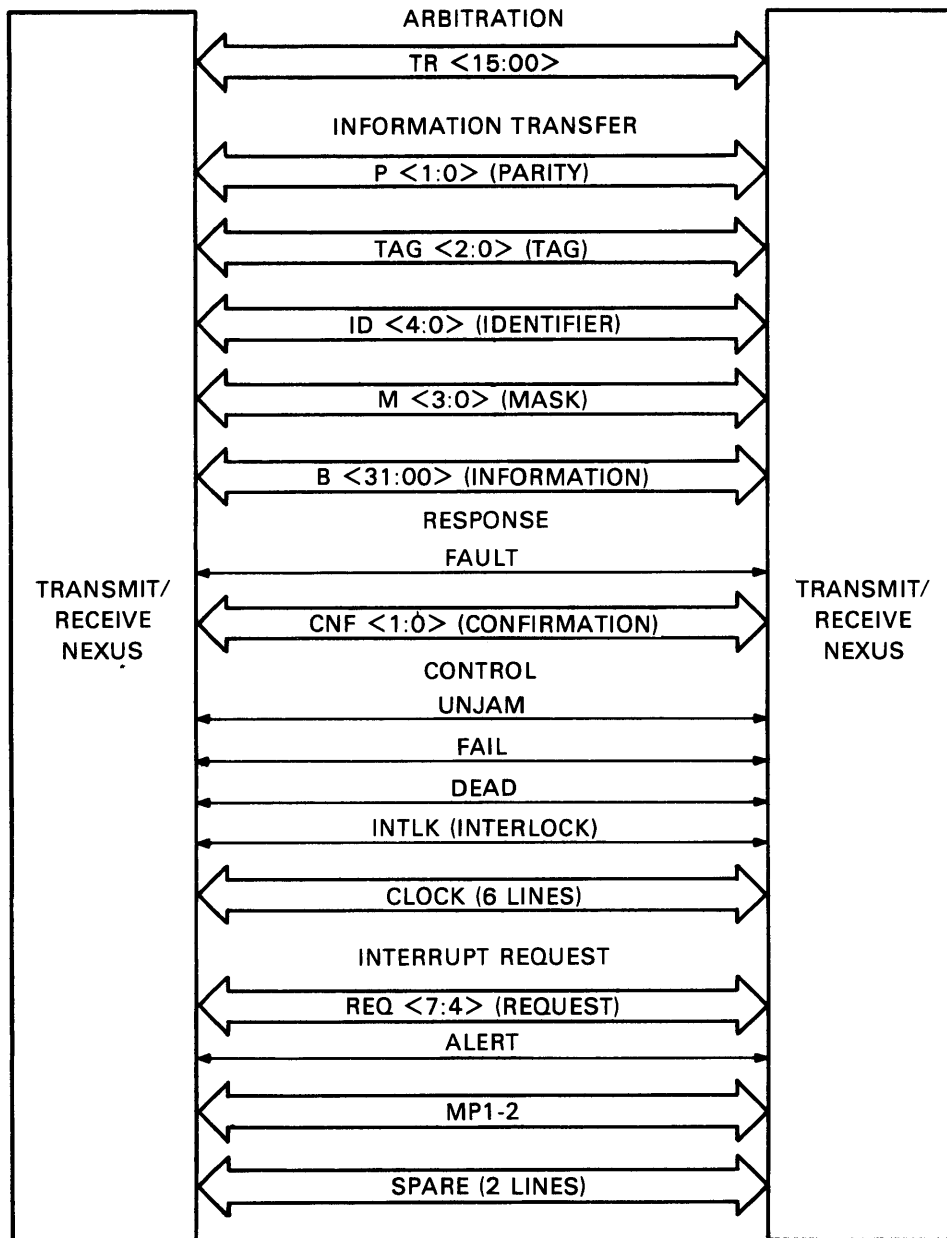 ARBITRATION
TR <15:00>
INFORMATION TRANSFER
P <1:0> (PARITY)
TAG <2:0> (TAG)
ID <4:0> (IDENTIFIER)
M <3:0> (MASK)
B <31:00> (INFORMATION)
RESPONSE
FAULT
TRANSMIT/
RECEIVE
NEXUS
TRANSMIT/
RECEIVE
NEXUS
CNF <1:0> (CONFIRMATION)
CONTROL
UNJAM
FAIL
DEAD
INTLK (INTERLOCK)
CLOCK (6 LINES)
INTERRUPT REQUEST
REQ <7:4> (REQUEST)
ALERT
MP1-2
SPARE (2 LINES)